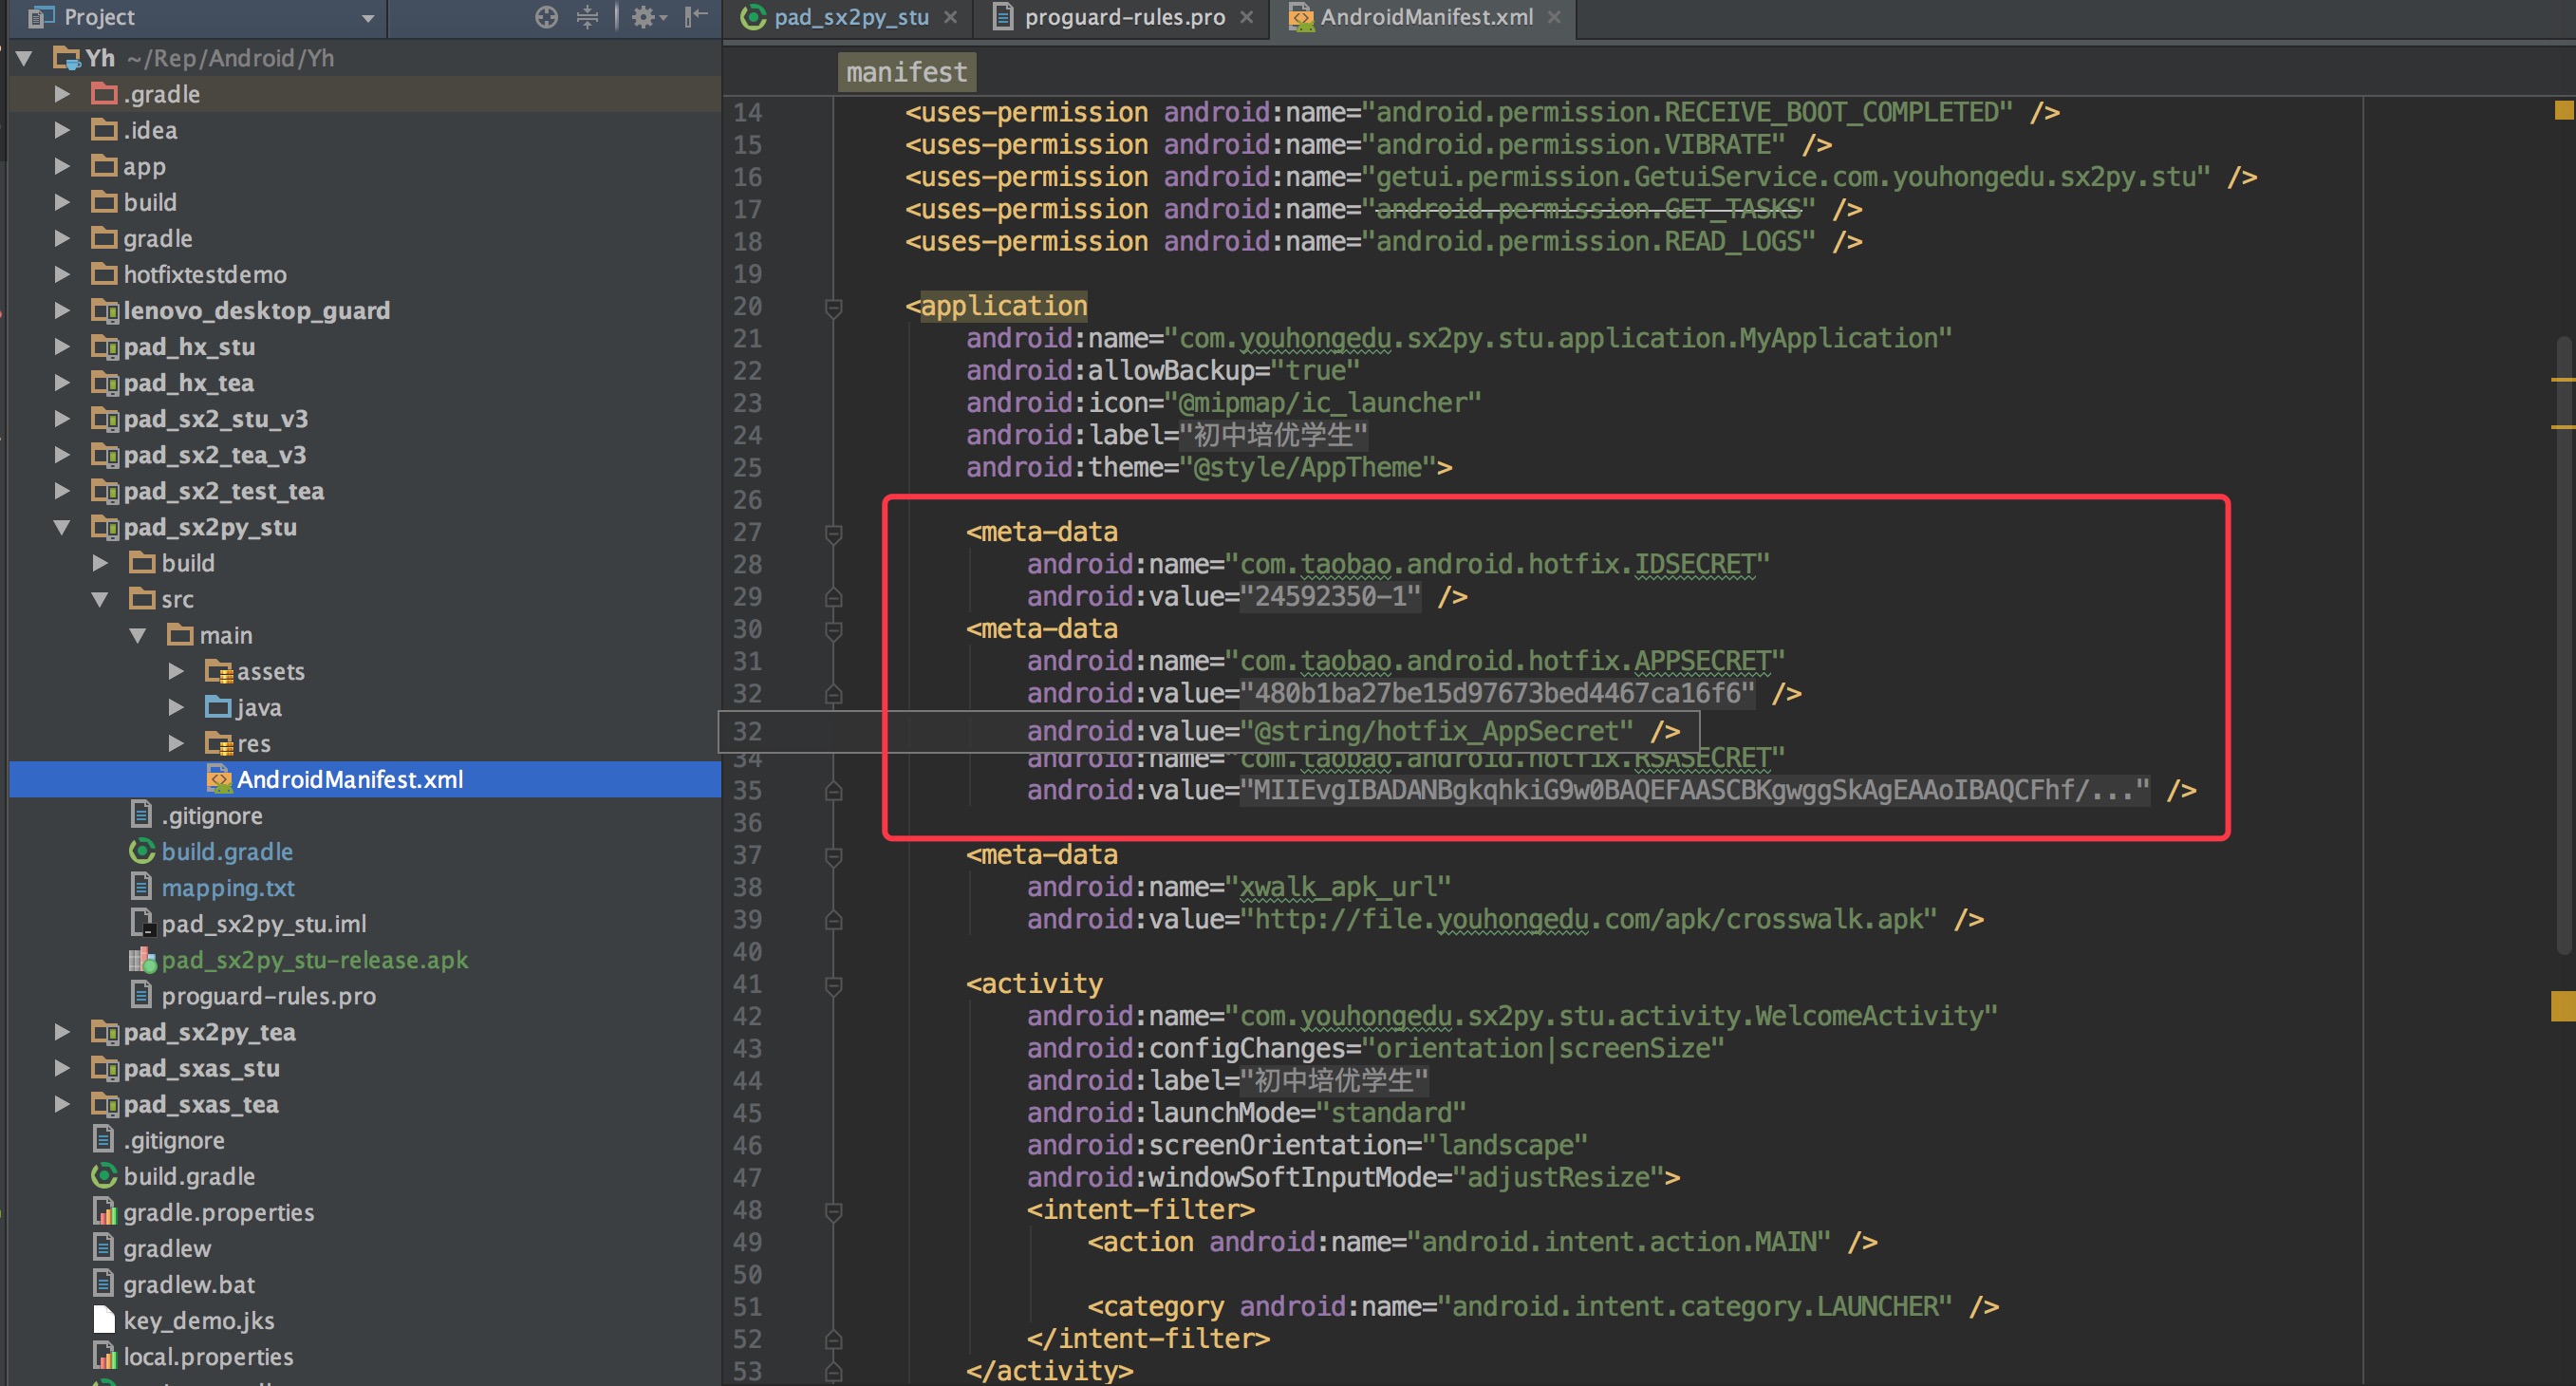 Project
Yh ~/Rep/Android/Yh
.gradle
.idea
app
build
gradle
hotfixtestdemo
lenovo_desktop_guard
pad_hx_stu
pad_hx_tea
pad_sx2_stu_v3
pad_sx2_tea_v3
pad_sx2_test_tea
pad_sx2py_stu
build
src
main
assets
java
res
AndroidManifest.xml
.gitignore
build.gradle
mapping.txt
pad_sx2py_stu.iml
pad_sx2py_stu-release.apk
proguard-rules.pro
pad_sx2py_tea
pad_sxas_stu
pad_sxas_tea
.gitignore
build.gradle
gradle.properties
gradlew
gradlew.bat
key_demo.jks
local.properties
pad_sx2py_stu
proguard-rules.pro
AndroidManifest.xml
manifest
14 <uses-permission android:name="android.permission.RECEIVE_BOOT_COMPLETED" />
15 <uses-permission android:name="android.permission.VIBRATE" />
16 <uses-permission android:name="getui.permission.GetuiService.com.youhongedu.sx2py.stu" />
17 <uses-permission android:name="android.permission.GET_TASKS" />
18 <uses-permission android:name="android.permission.READ_LOGS" />
19
20 <application
21 android:name="com.youhongedu.sx2py.stu.application.MyApplication"
22 android:allowBackup="true"
23 android:icon="@mipmap/ic_launcher"
24 android:label="初中培优学生"
25 android:theme="@style/AppTheme">
26
27 <meta-data
28 android:name="com.taobao.android.hotfix.IDSECRET"
29 android:value="24592350-1" />
30 <meta-data
31 android:name="com.taobao.android.hotfix.APPSECRET"
32 android:value="480b1ba27be15d97673bed4467ca16f6" />
32 android:value="@string/hotfix_AppSecret" />
34 android:name="com.taobao.android.hotfix.RSASECRET"
35 android:value="MIIEvgIBADANBgkqhkiG9w0BAQEFAASCBKgwggSkAgEAAoIBAQCFhf/..." />
36
37 <meta-data
38 android:name="xwalk_apk_url"
39 android:value="http://file.youhongedu.com/apk/crosswalk.apk" />
40
41 <activity
42 android:name="com.youhongedu.sx2py.stu.activity.WelcomeActivity"
43 android:configChanges="orientation|screenSize"
44 android:label="初中培优学生"
45 android:launchMode="standard"
46 android:screenOrientation="landscape"
47 android:windowSoftInputMode="adjustResize">
48 <intent-filter>
49 <action android:name="android.intent.action.MAIN" />
50
51 <category android:name="android.intent.category.LAUNCHER" />
52 </intent-filter>
53 </activity>